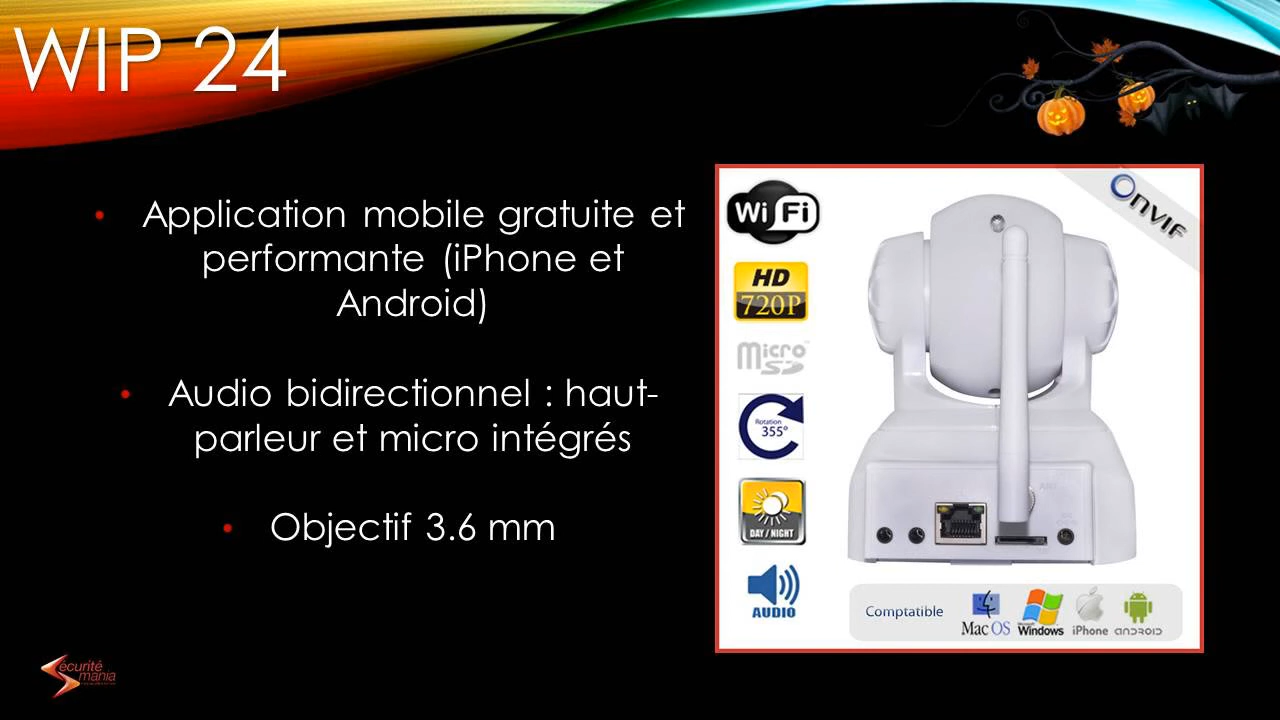 WIP 24
• Application mobile gratuite et
performante (iPhone et
Android)
• Audio bidirectionnel : haut-
parleur et micro intégrés
• Objectif 3.6 mm
Wi Fi
HD
720P
Micro
SD
Rotation
355°
DAY / NIGHT
AUDIO
Onvif
Comptatible
Mac OS
Microsoft
Windows
iPhone
ANDROID
Sécurité
mania